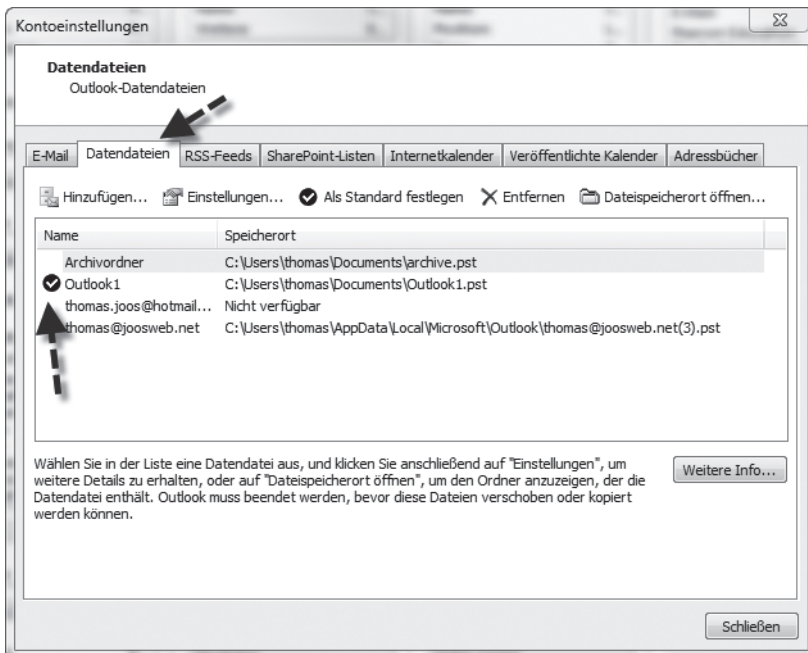 Kontoeinstellungen
Datendateien
Outlook-Datendateien
E-Mail Datendateien RSS-Feeds SharePoint-Listen Internetkalender Veröffentlichte Kalender Adressbücher
Hinzufügen... Einstellungen... Als Standard festlegen Entfernen Dateispeicherort öffnen...
Name Speicherort
Archivordner C:\Users\thomas\Documents\archive.pst
Outlook1 C:\Users\thomas\Documents\Outlook1.pst
thomas.joos@hotmail... Nicht verfügbar
thomas@joosweb.net C:\Users\thomas\AppData\Local\Microsoft\Outlook\thomas@joosweb.net(3).pst
Wählen Sie in der Liste eine Datendatei aus, und klicken Sie anschließend auf "Einstellungen", um
weitere Details zu erhalten, oder auf "Dateispeicherort öffnen", um den Ordner anzuzeigen, der die
Datendatei enthält. Outlook muss beendet werden, bevor diese Dateien verschoben oder kopiert
werden können.
Weitere Info...
Schließen